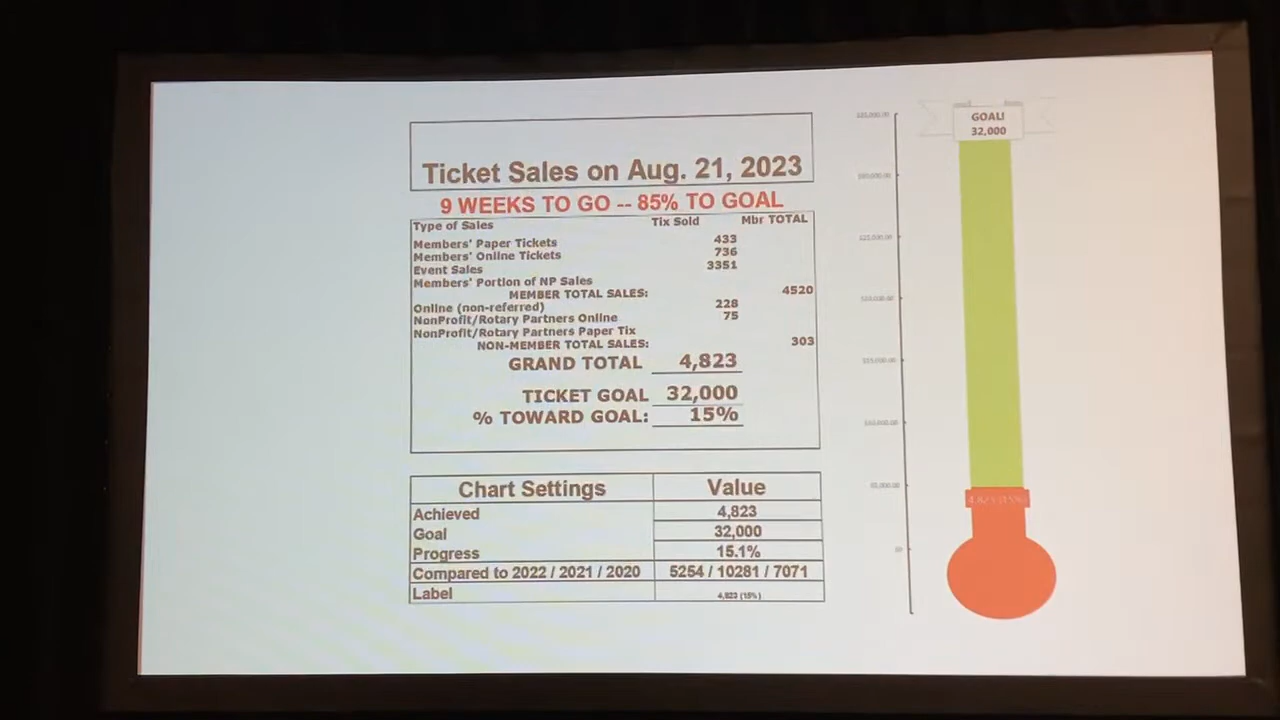 Ticket Sales on Aug. 21, 2023
9 WEEKS TO GO -- 85% TO GOAL
Type of Sales Tix Sold Mbr TOTAL
Members' Paper Tickets 433
Members' Online Tickets 736
Event Sales 3351
Members' Portion of NP Sales
MEMBER TOTAL SALES: 4520
Online (non-referred) 228
NonProfit/Rotary Partners Online 75
NonProfit/Rotary Partners Paper Tix
NON-MEMBER TOTAL SALES: 303
GRAND TOTAL 4,823
TICKET GOAL 32,000
% TOWARD GOAL: 15%
Chart Settings Value
Achieved 4,823
Goal 32,000
Progress 15.1%
Compared to 2022 / 2021 / 2020 5254 / 10281 / 7071
Label 4,823 (15%)
GOAL!
32,000
4,823 (15%)